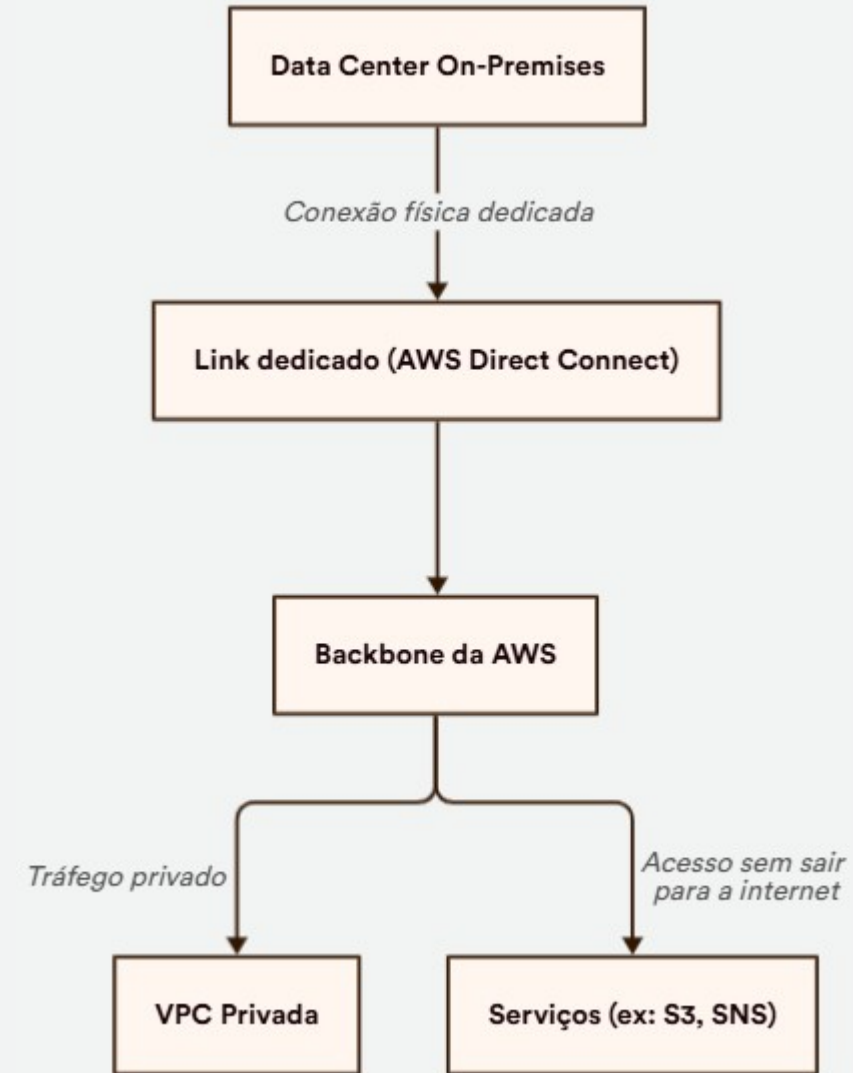 Data Center On-Premises
Conexão física dedicada
Link dedicado (AWS Direct Connect)
Backbone da AWS
Tráfego privado
Acesso sem sair
para a internet
VPC Privada
Serviços (ex: S3, SNS)